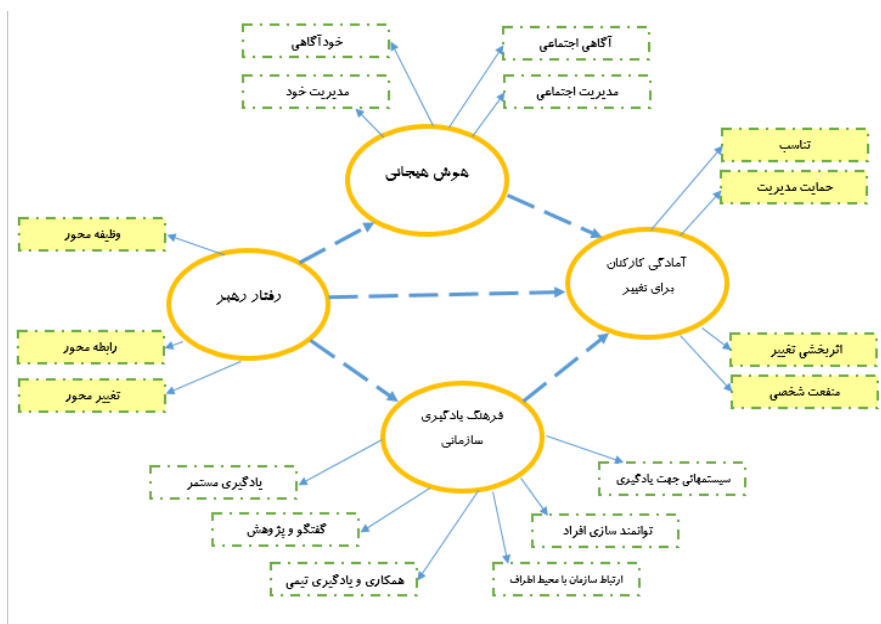 خودآگاهی
آگاهی اجتماعی
مدیریت خود
مدیریت اجتماعی
هوش هیجانی
تناسب
حمایت مدیریت
وظیفه محور
رفتار رهبر
آمادگی کارکنان
برای تغییر
رابطه محور
اثربخشی تغییر
تغییر محور
منفعت شخصی
فرهنگ یادگیری
سازمانی
سیستمهائی جهت یادگیری
یادگیری مستمر
گفتگو و پژوهش
توانمند سازی افراد
همکاری و یادگیری تیمی
ارتباط سازمان با محیط اطراف